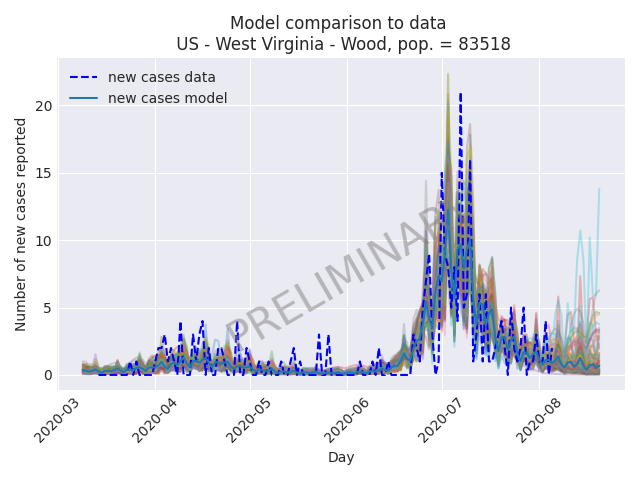 Model comparison to data
US - West Virginia - Wood, pop. = 83518
new cases data
new cases model
PRELIMINARY
Number of new cases reported
20
15
10
5
0
2020-03
2020-04
2020-05
2020-06
2020-07
2020-08
Day